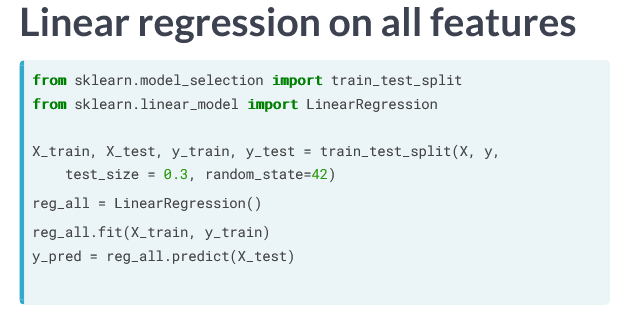 Linear regression on all features
from sklearn.model_selection import train_test_split
from sklearn.linear_model import LinearRegression
X_train, X_test, y_train, y_test = train_test_split(X, y,
    test_size = 0.3, random_state=42)
reg_all = LinearRegression()
reg_all.fit(X_train, y_train)
y_pred = reg_all.predict(X_test)